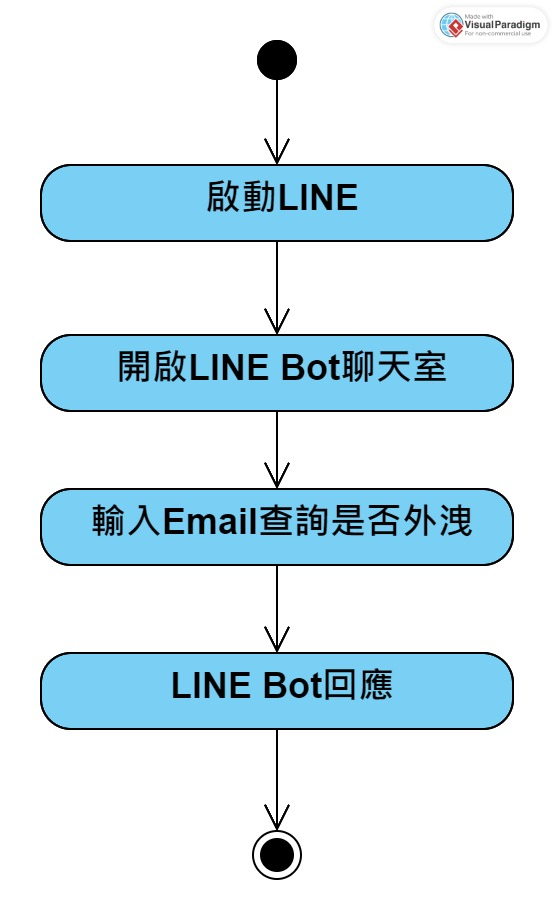 Made with
Visual Paradigm
For non-commercial use
啟動LINE
開啟LINE Bot聊天室
輸入Email查詢是否外洩
LINE Bot回應